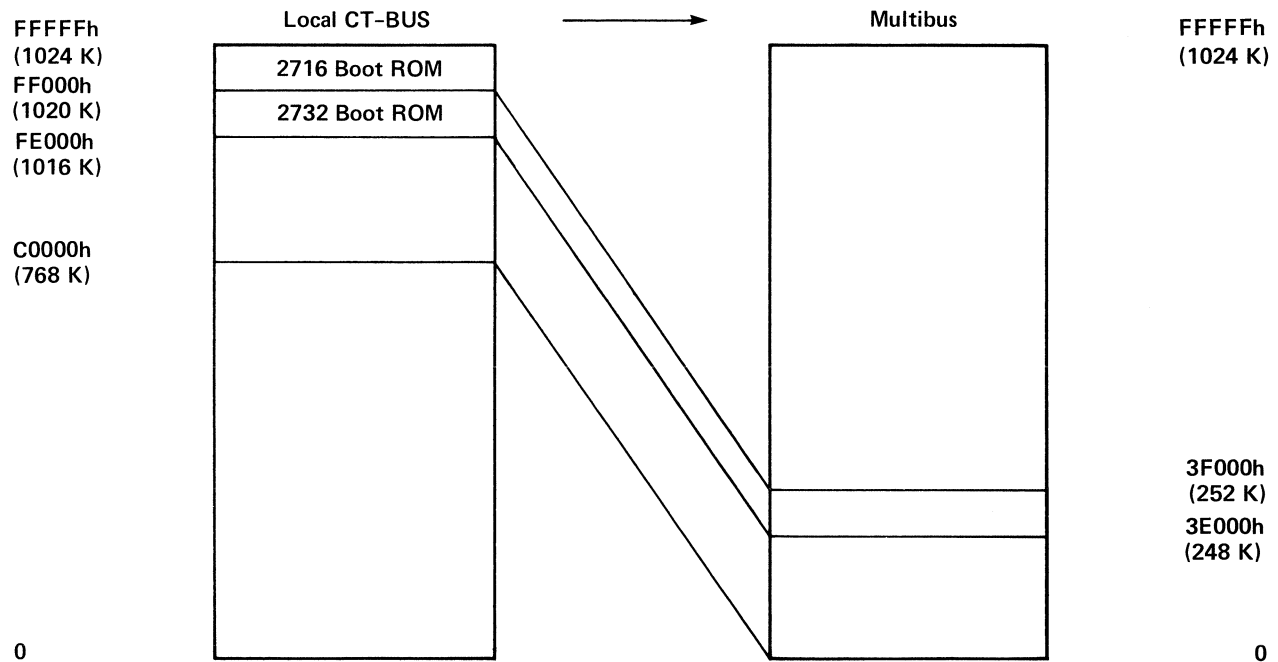 Local CT-BUS
Multibus
FFFFFh
(1024 K)
FF000h
(1020 K)
FE000h
(1016 K)
C0000h
(768 K)
0
2716 Boot ROM
2732 Boot ROM
FFFFFh
(1024 K)
3F000h
(252 K)
3E000h
(248 K)
0